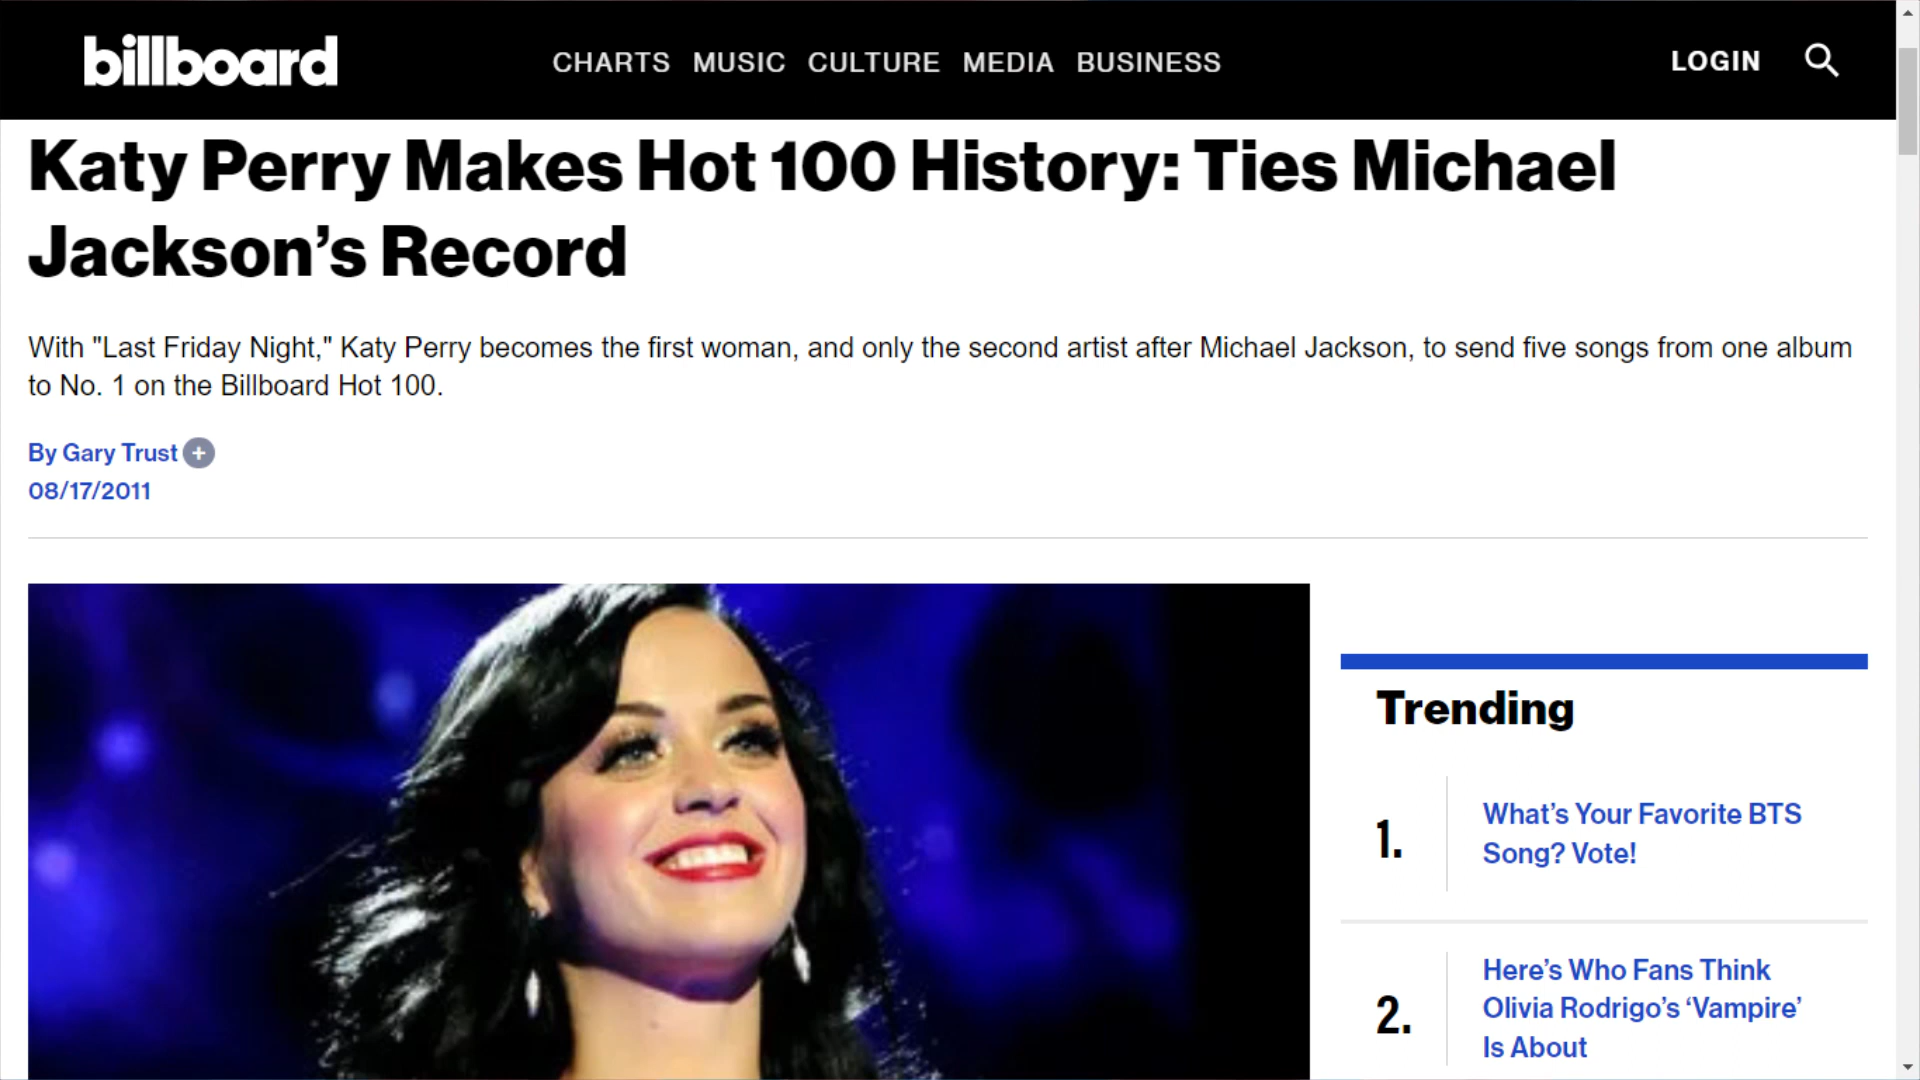 billboard
CHARTS MUSIC CULTURE MEDIA BUSINESS
LOGIN
Katy Perry Makes Hot 100 History: Ties Michael
Jackson’s Record
With "Last Friday Night," Katy Perry becomes the first woman, and only the second artist after Michael Jackson, to send five songs from one album
to No. 1 on the Billboard Hot 100.
By Gary Trust +
08/17/2011
Trending
1.
What’s Your Favorite BTS
Song? Vote!
2.
Here’s Who Fans Think
Olivia Rodrigo’s ‘Vampire’
Is About